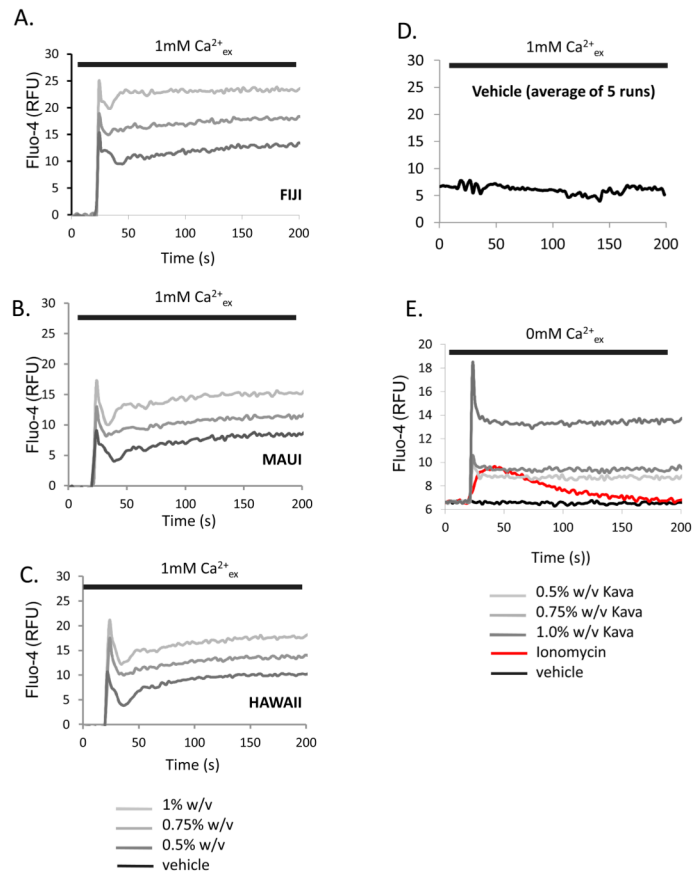 A.
1mM Ca²⁺ex
Fluo-4 (RFU)
30
25
20
15
10
5
0
0 50 100 150 200
Time (s)
FIJI
B.
1mM Ca²⁺ex
Fluo-4 (RFU)
30
25
20
15
10
5
0
0 50 100 150 200
Time (s)
MAUI
C.
1mM Ca²⁺ex
Fluo-4 (RFU)
30
25
20
15
10
5
0
0 50 100 150 200
Time (s)
HAWAII
1% w/v
0.75% w/v
0.5% w/v
vehicle
D.
1mM Ca²⁺ex
Vehicle (average of 5 runs)
30
25
20
15
10
5
0
0 50 100 150 200
E.
0mM Ca²⁺ex
Fluo-4 (RFU)
18
16
14
12
10
8
6
0 50 100 150 200
Time (s))
0.5% w/v Kava
0.75% w/v Kava
1.0% w/v Kava
Ionomycin
vehicle